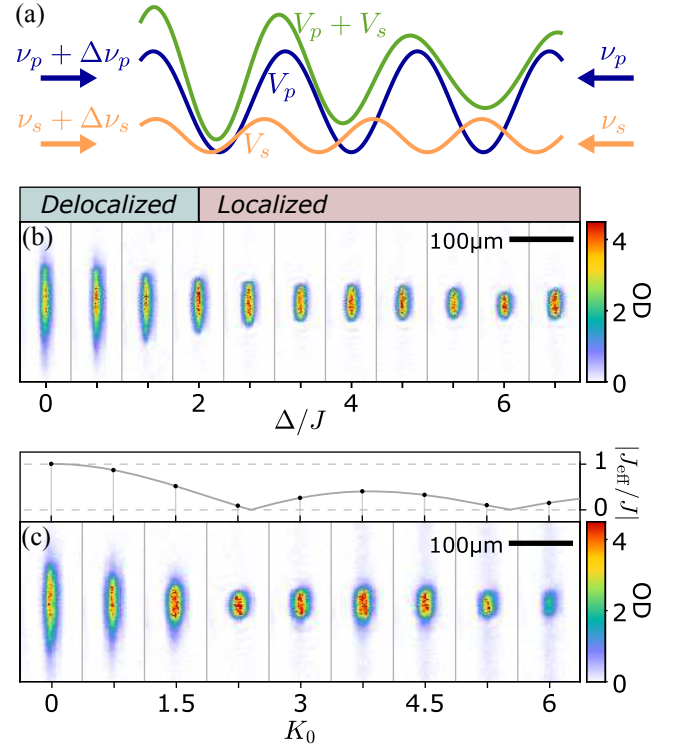 (a)
V_p + V_s
ν_p + Δν_p
V_p
ν_p
ν_s + Δν_s
V_s
ν_s
Delocalized
Localized
(b)
100μm
4
2
0
OD
0 2 4 6
Δ/J
|J_eff/J|
1
0
(c)
100μm
4
2
0
OD
0 1.5 3 4.5 6
K_0